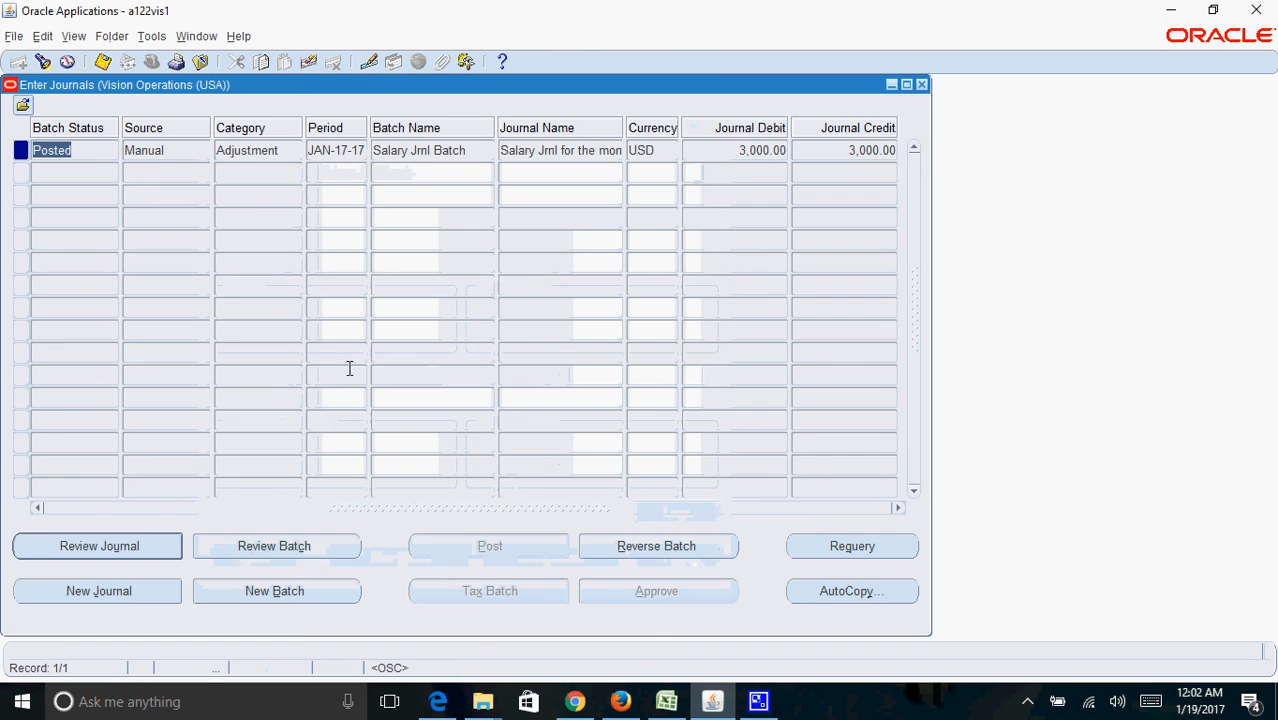 Oracle Applications - a122vis1
File Edit View Folder Tools Window Help
ORACLE
Enter Journals (Vision Operations (USA))
Batch Status Source Category Period Batch Name Journal Name Currency Journal Debit Journal Credit
Posted Manual Adjustment JAN-17-17 Salary Jrnl Batch Salary Jrnl for the mon USD 3,000.00 3,000.00
Review Journal Review Batch Post Reverse Batch Requery
New Journal New Batch Tax Batch Approve AutoCopy...
Record: 1/1 ... <OSC>
Ask me anything
12:02 AM
1/19/2017
4